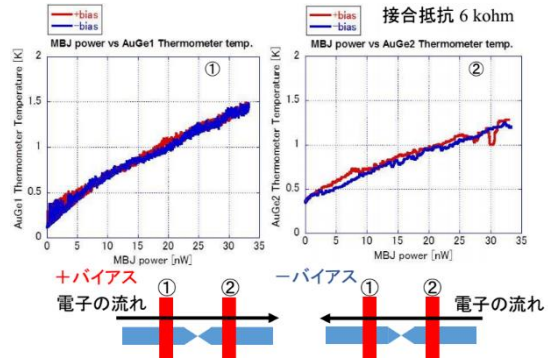 +bias
−bias
MBJ power vs AuGe1 Thermometer temp.
①
AuGe1 Thermometer Temperature [K]
2
1.5
1
0.5
0
0 5 10 15 20 25 30 35
MBJ power [nW]
+bias
−bias
接合抵抗 6 kohm
MBJ power vs AuGe2 Thermometer temp.
②
AuGe2 Thermometer Temperature [K]
2
1.5
1
0.5
0
0 5 10 15 20 25 30 35
MBJ power [nW]
+バイアス
電子の流れ
① ②
−バイアス
① ②
電子の流れ